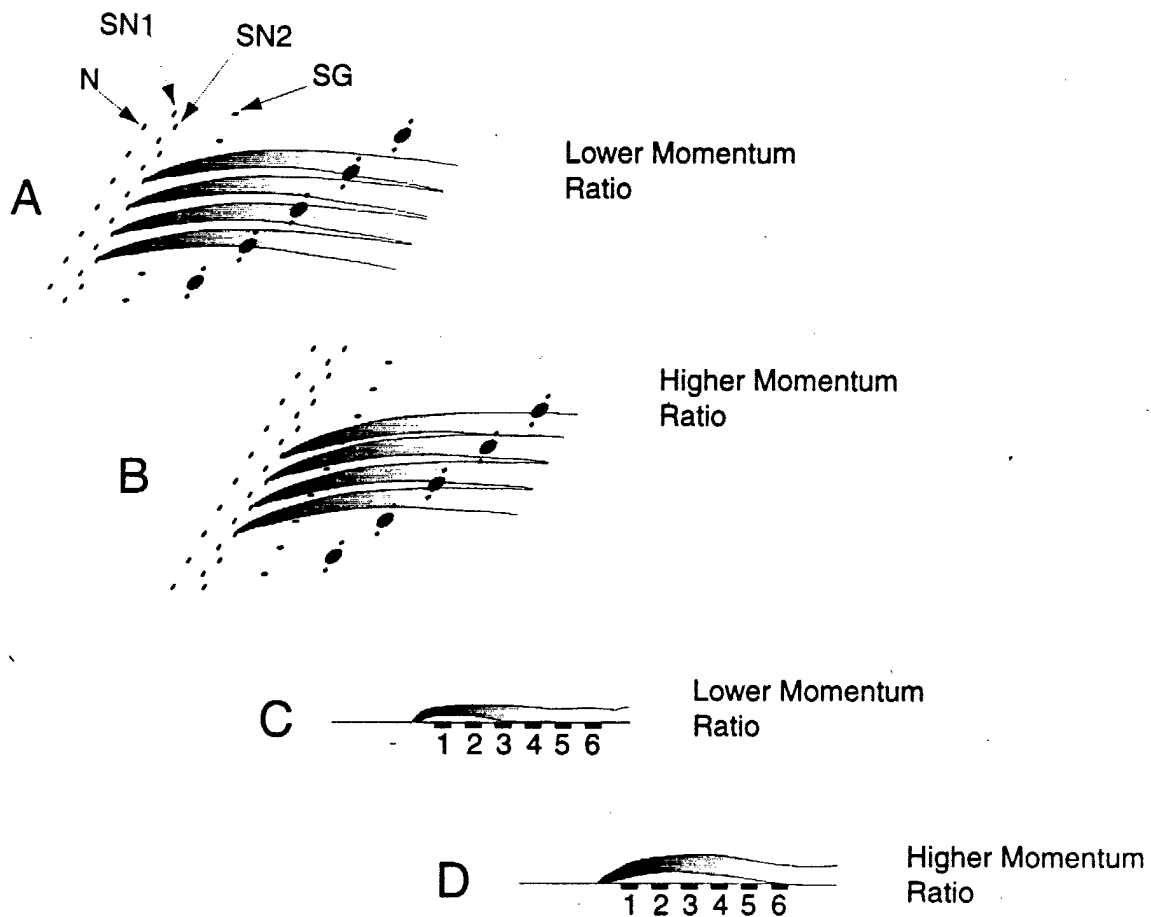 SN1
SN2
N
SG
A
Lower Momentum
Ratio
B
Higher Momentum
Ratio
C
Lower Momentum
Ratio
1 2 3 4 5 6
D
Higher Momentum
Ratio
1 2 3 4 5 6